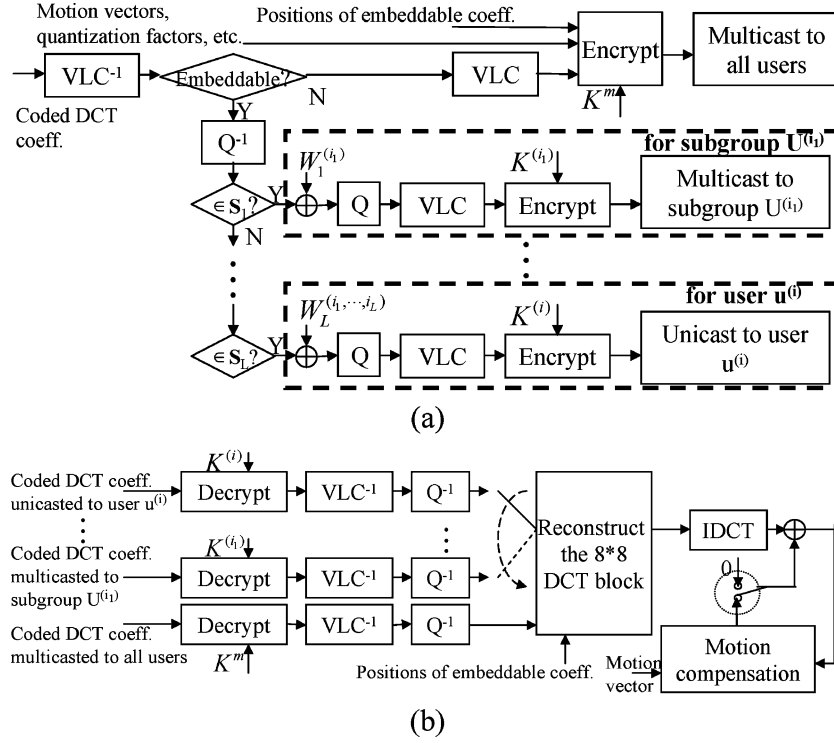 Motion vectors,
quantization factors, etc.
Positions of embeddable coeff.
VLC⁻¹
Embeddable?
N
VLC
Encrypt
Multicast to
all users
Kᵐ
Coded DCT
coeff.
Y
Q⁻¹
for subgroup U⁽ⁱ¹⁾
W₁⁽ⁱ¹⁾
K⁽ⁱ¹⁾
∈ S₁?
Y
Q
VLC
Encrypt
Multicast to
subgroup U⁽ⁱ¹⁾
N
for user u⁽ⁱ⁾
W_L^(i₁,⋯,i_L)
K⁽ⁱ⁾
∈ S_L?
Y
Q
VLC
Encrypt
Unicast to user
u⁽ⁱ⁾
(a)
K⁽ⁱ⁾
Coded DCT coeff.
unicasted to user u⁽ⁱ⁾
Decrypt
VLC⁻¹
Q⁻¹
K⁽ⁱ¹⁾
Coded DCT coeff.
multicasted to
subgroup U⁽ⁱ¹⁾
Decrypt
VLC⁻¹
Q⁻¹
Coded DCT coeff.
multicasted to all users
Decrypt
VLC⁻¹
Q⁻¹
Kᵐ
Reconstruct
the 8*8
DCT block
IDCT
0
Positions of embeddable coeff.
Motion
vector
Motion
compensation
(b)